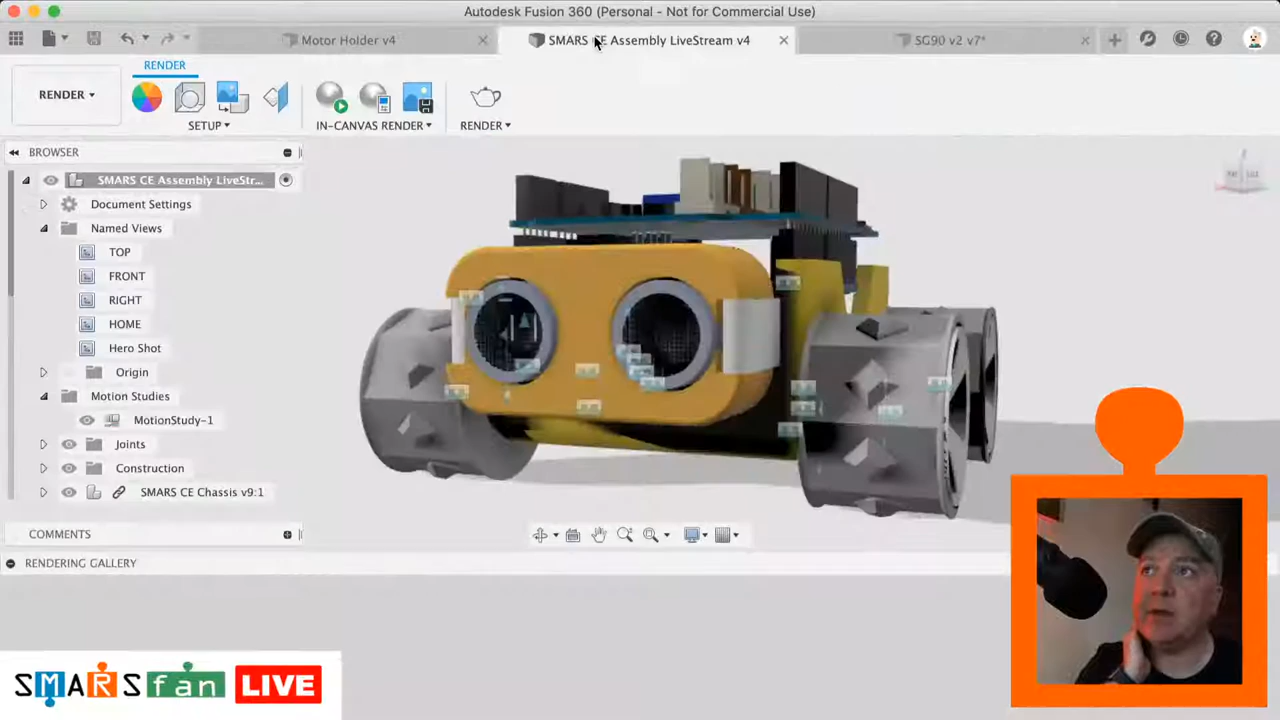 Autodesk Fusion 360 (Personal - Not for Commercial Use)
Motor Holder v4
SMARS CE Assembly LiveStream v4
SG90 v2 v7*
RENDER
RENDER
SETUP
IN-CANVAS RENDER
RENDER
BROWSER
SMARS CE Assembly LiveStr...
Document Settings
Named Views
TOP
FRONT
RIGHT
HOME
Hero Shot
Origin
Motion Studies
MotionStudy-1
Joints
Construction
SMARS CE Chassis v9:1
COMMENTS
RENDERING GALLERY
SMARS fan LIVE